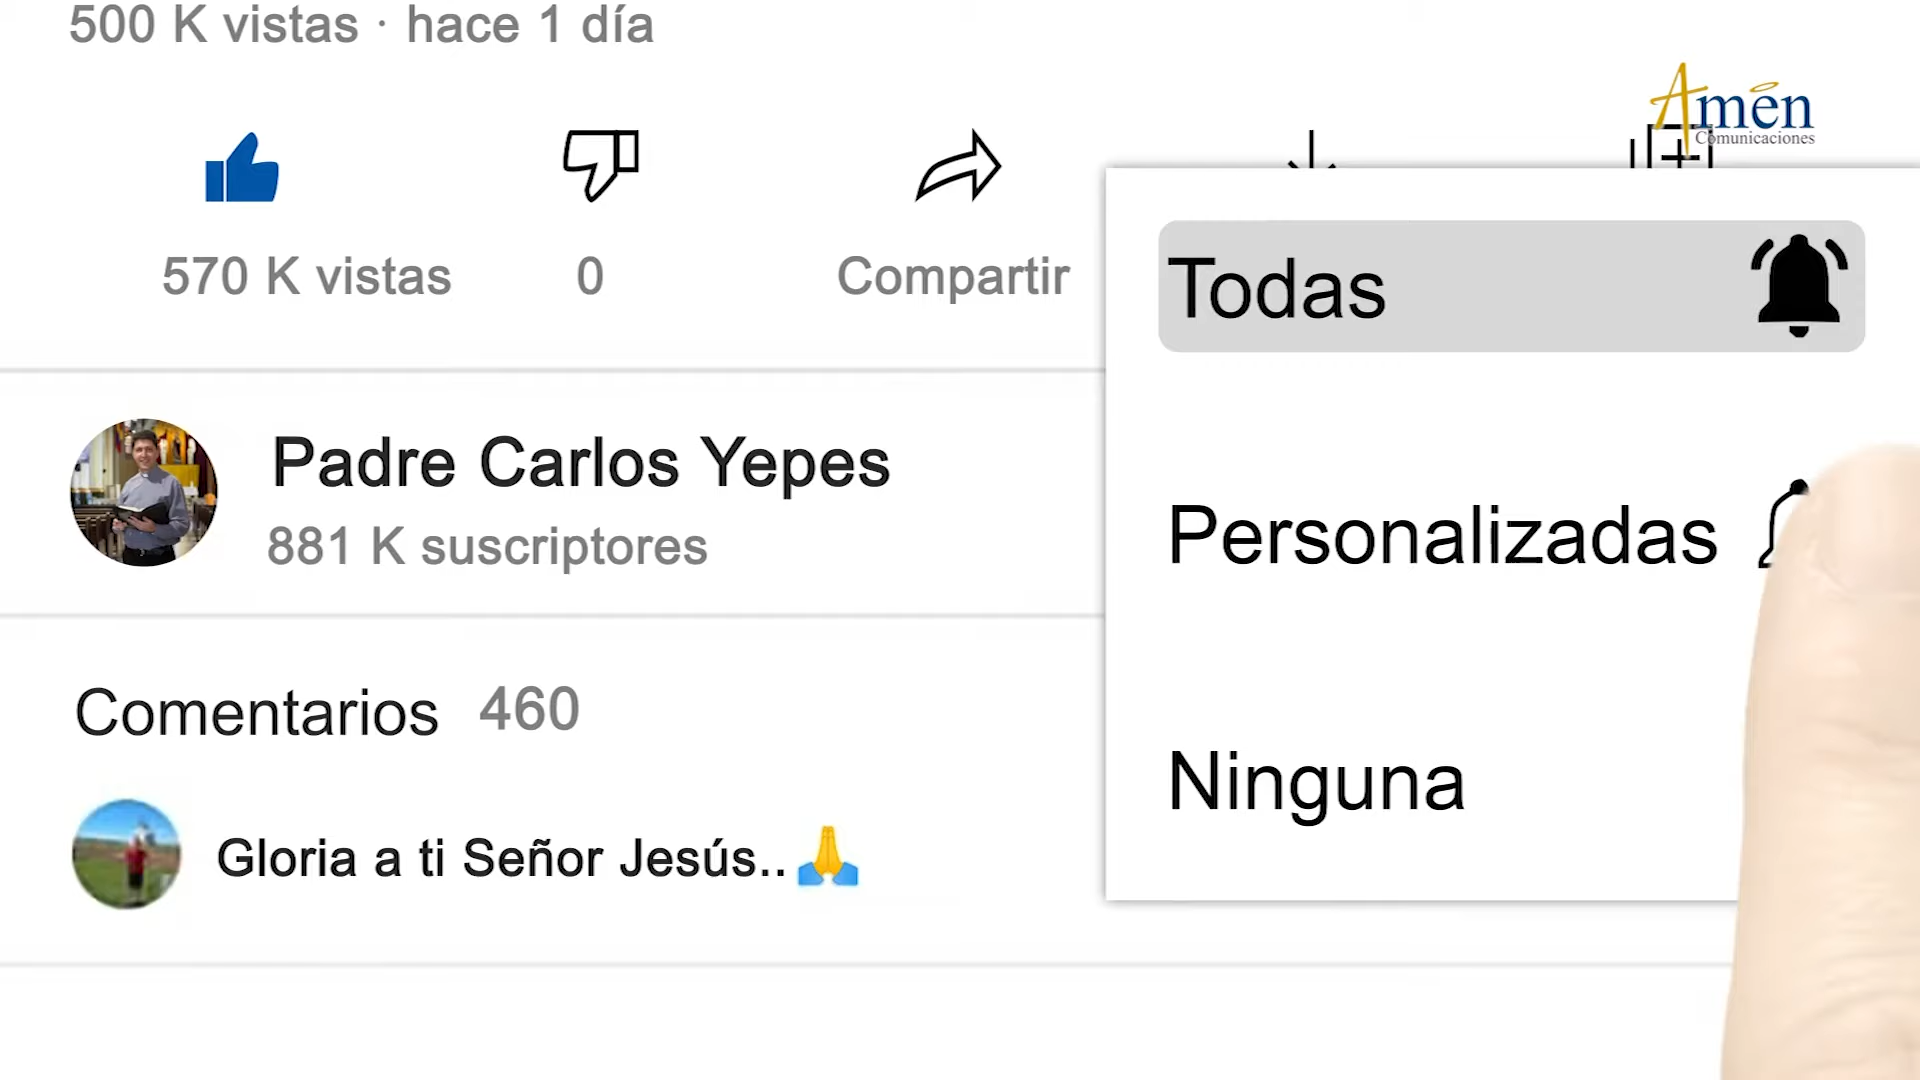 500 K vistas · hace 1 día
Amén
Comunicaciones
570 K vistas
0
Compartir
Todas
Padre Carlos Yepes
881 K suscriptores
Personalizadas
Comentarios 460
Ninguna
Gloria a ti Señor Jesús..🙏